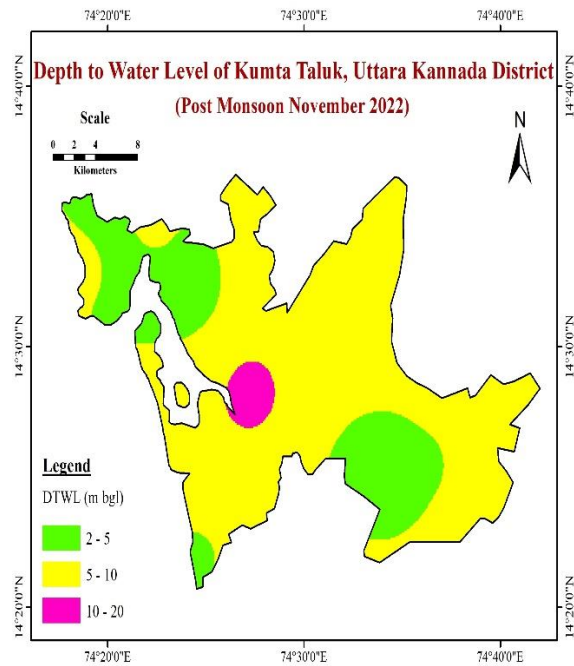 74°20'0"E
74°30'0"E
74°40'0"E
Depth to Water Level of Kumta Taluk, Uttara Kannada District
(Post Monsoon November 2022)
14°40'0"N
14°40'0"N
Scale
0 2 4 8
Kilometers
N
14°30'0"N
14°30'0"N
Legend
DTWL (m bgl)
2 - 5
5 - 10
10 - 20
14°20'0"N
14°20'0"N
74°20'0"E
74°30'0"E
74°40'0"E